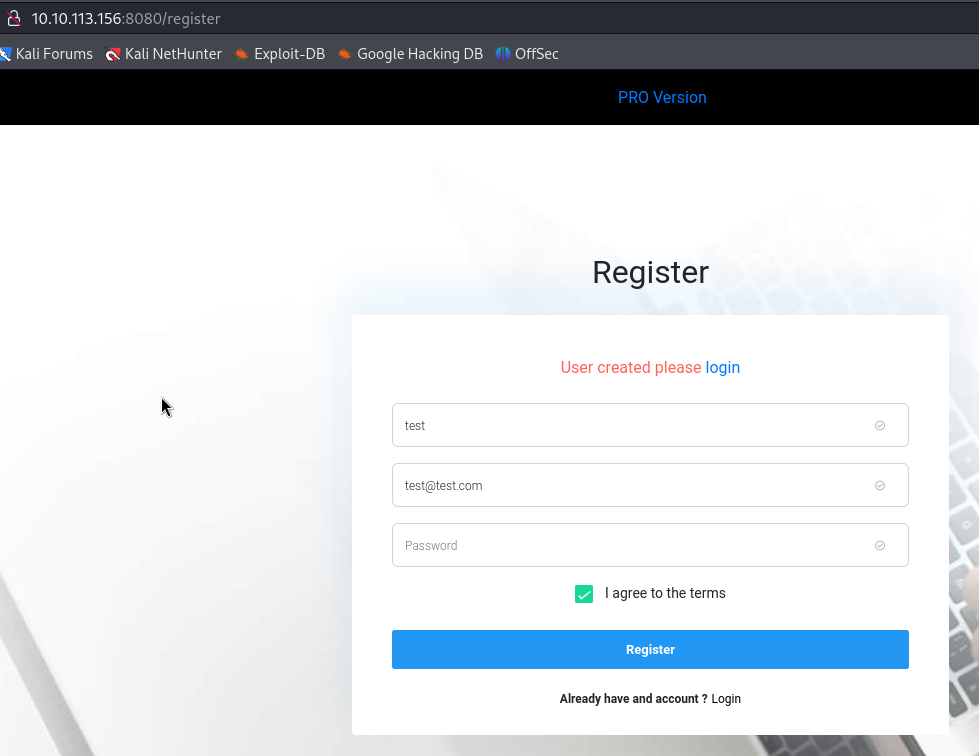 10.10.113.156:8080/register
Kali Forums Kali NetHunter Exploit-DB Google Hacking DB OffSec
PRO Version
Register
User created please login
test
test@test.com
Password
I agree to the terms
Register
Already have and account ? Login